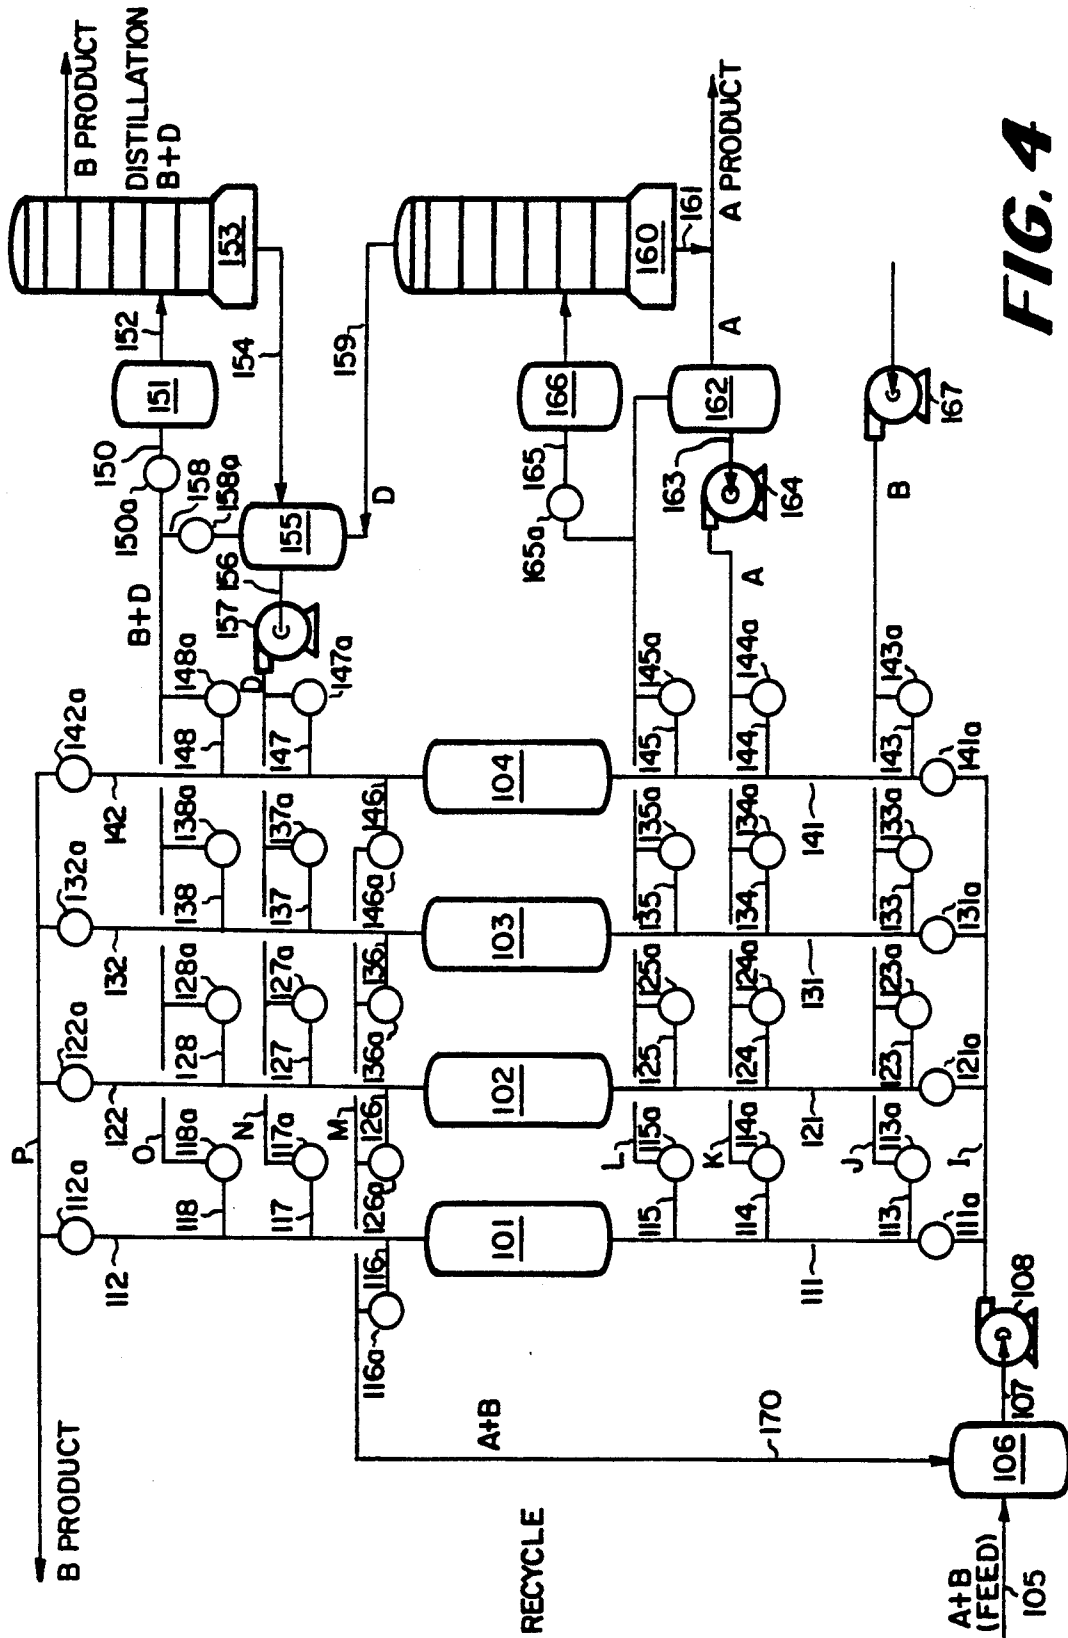 B PRODUCT
DISTILLATION
B+D
153
152
151
150
150a
154
158
158a
155
156
157
B+D
D
159
D
160
161
A PRODUCT
A
166
165
165a
162
163
164
A
167
B
FIG. 4
P
142a
142
148a
148
147a
147
146
146a
104
145a
145
144a
144
143a
143
141
141a
132a
132
138a
138
137a
137
136
136a
103
135a
135
134a
134
133a
133
131
131a
122a
122
128a
128
127a
127
126
126a
102
125a
125
124a
124
123a
123
121
121a
112a
112
O
118a
118
N
117a
117
M
116
116a
101
L
115a
115
K
114a
114
J
113a
113
111
I
111a
108
107
106
B PRODUCT
A+B
170
RECYCLE
A+B
(FEED)
105